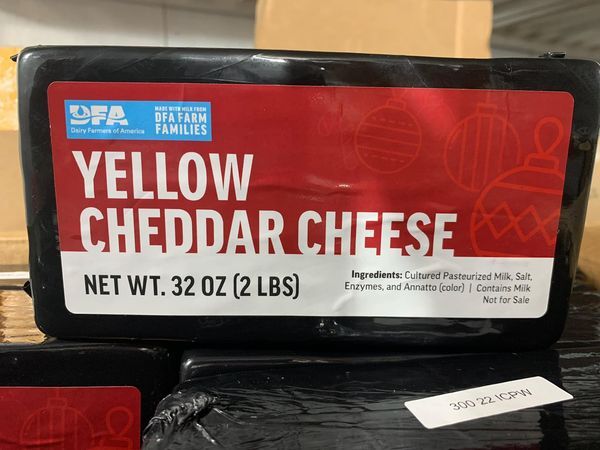 DFA
Dairy Farmers of America
MADE WITH MILK FROM
DFA FARM
FAMILIES
YELLOW
CHEDDAR CHEESE
NET WT. 32 OZ (2 LBS)
Ingredients: Cultured Pasteurized Milk, Salt,
Enzymes, and Annatto (color) | Contains Milk
Not for Sale
300 22 ICPW